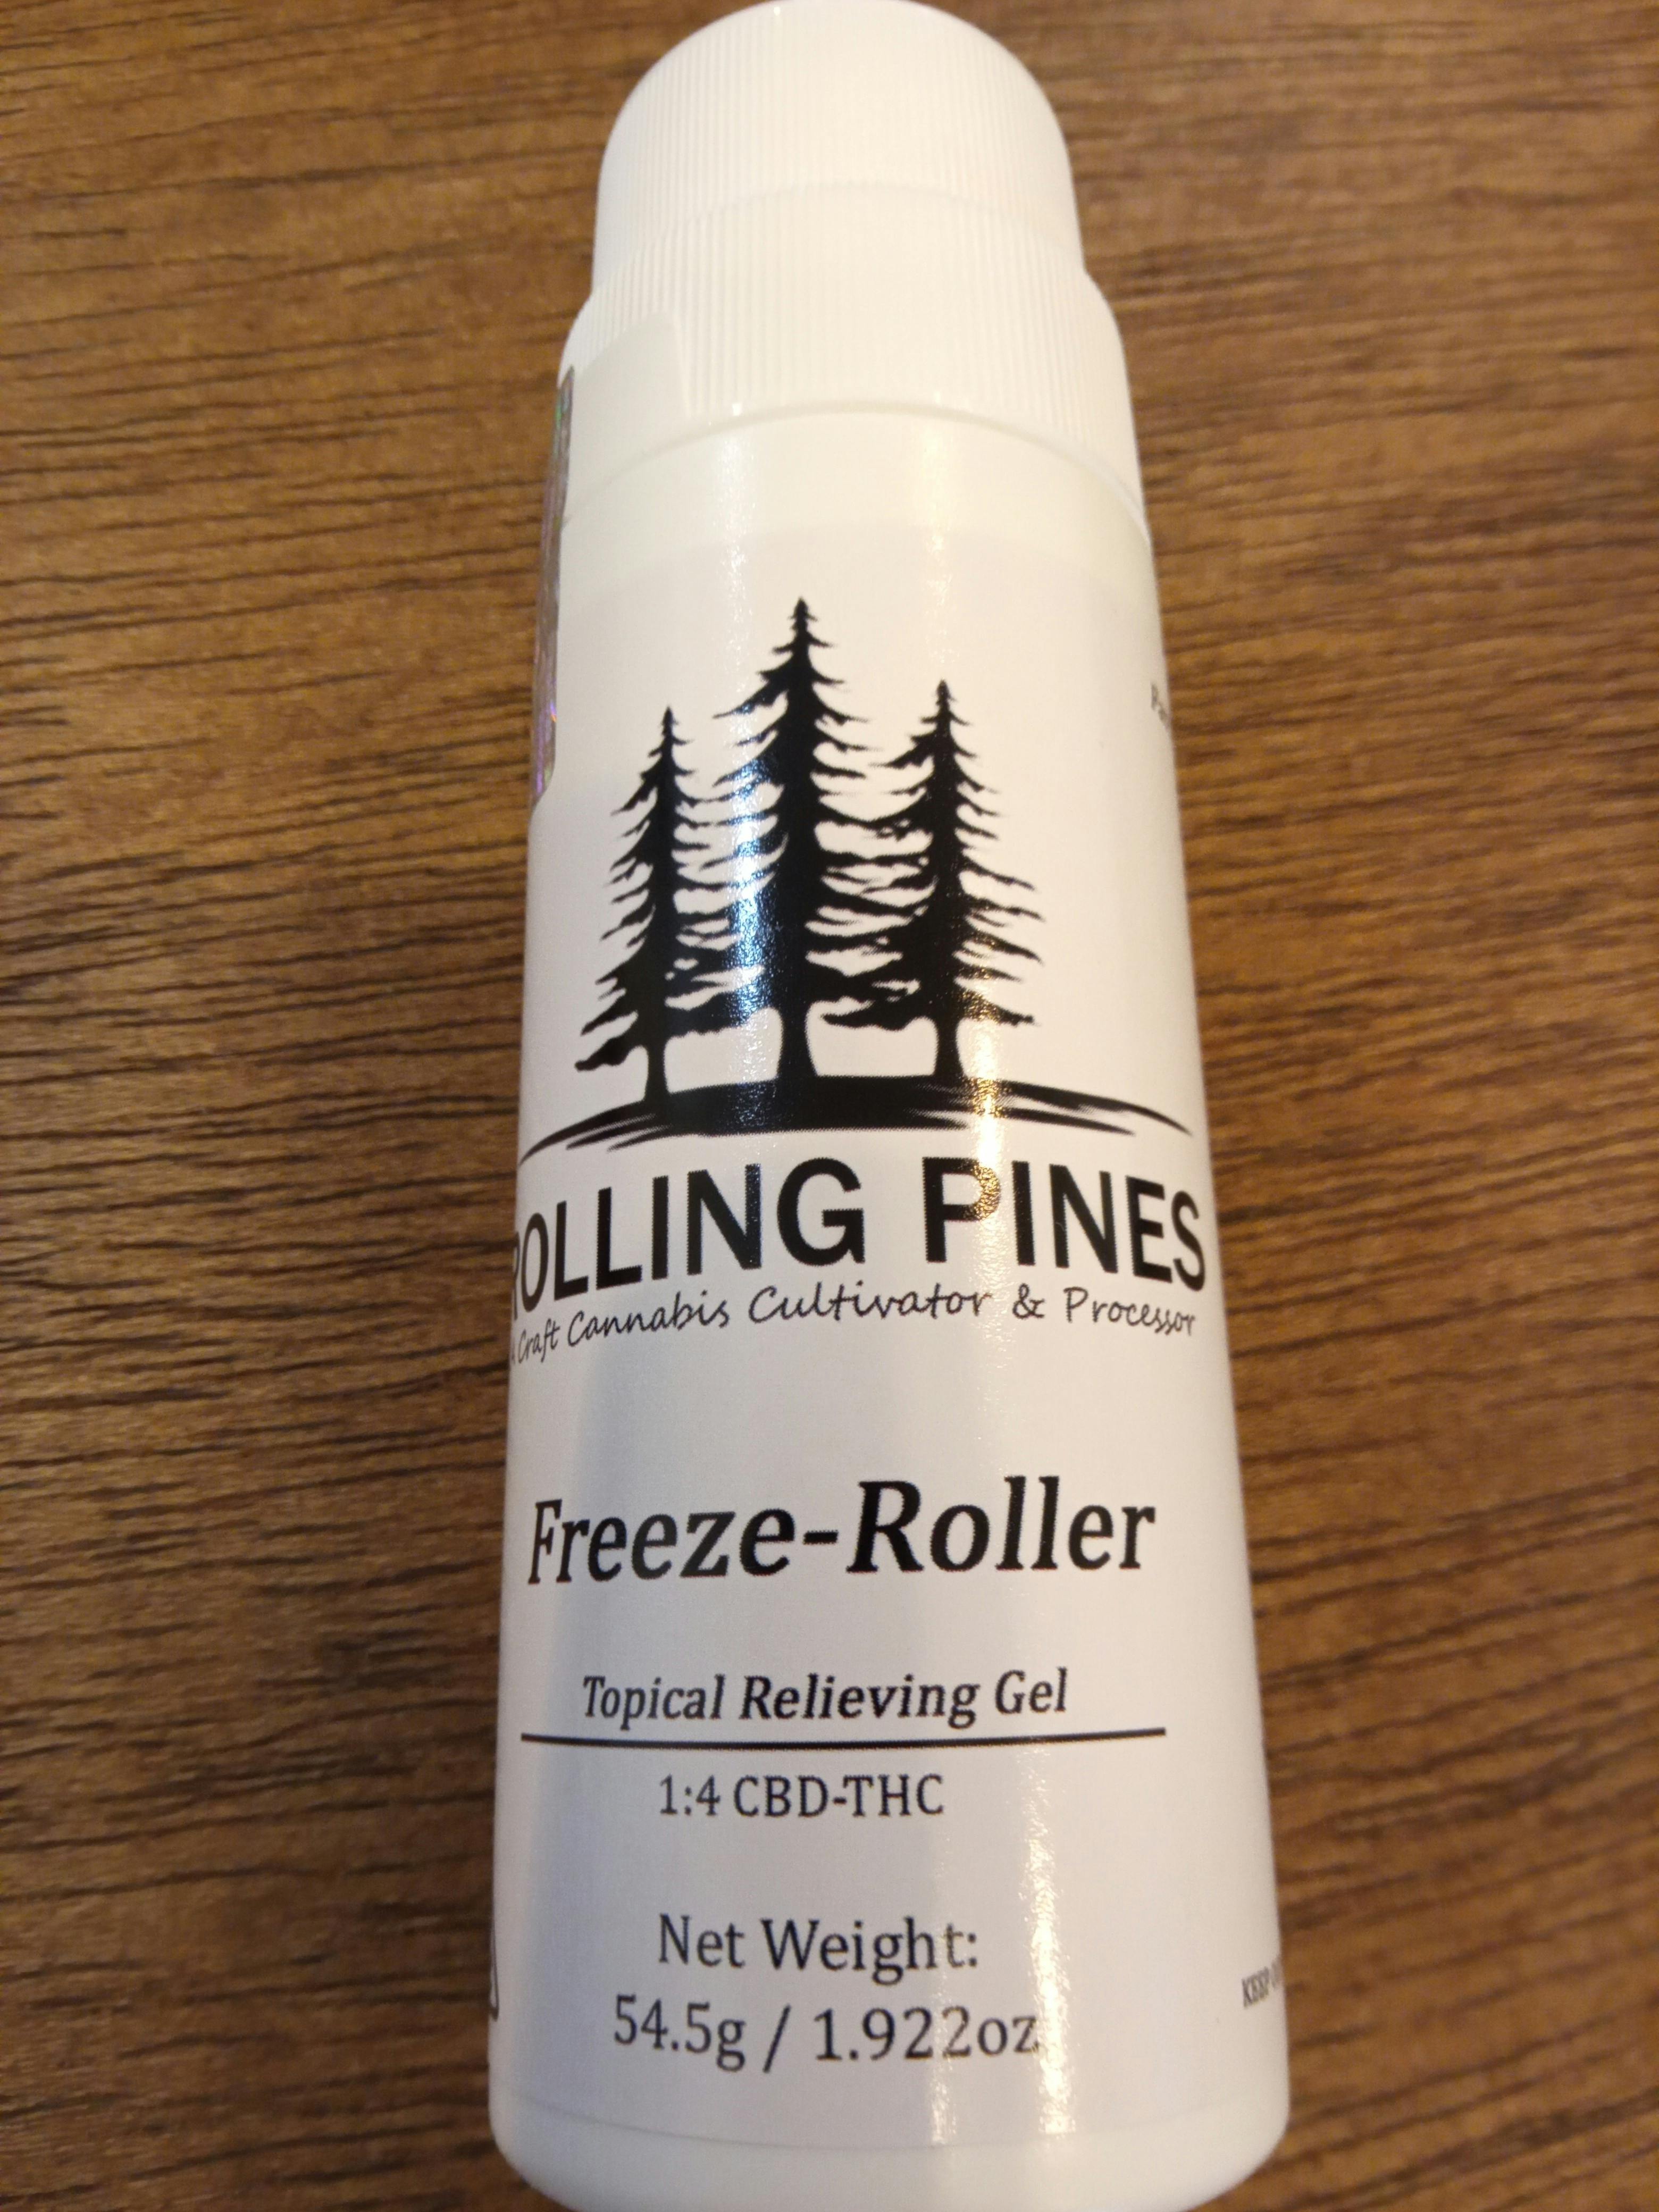 ROLLING PINES
A Craft Cannabis Cultivator & Processor
Freeze-Roller
Topical Relieving Gel
1:4 CBD-THC
Net Weight:
54.5g / 1.922oz
KEEP